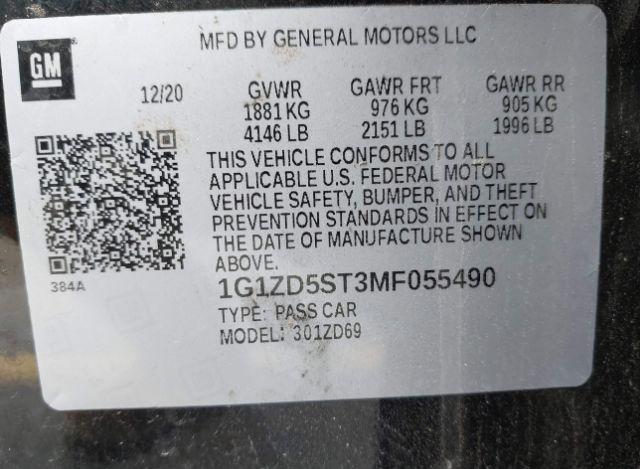 GM
MFD BY GENERAL MOTORS LLC
12/20 GVWR GAWR FRT GAWR RR
1881 KG 976 KG 905 KG
4146 LB 2151 LB 1996 LB
THIS VEHICLE CONFORMS TO ALL
APPLICABLE U.S. FEDERAL MOTOR
VEHICLE SAFETY, BUMPER, AND THEFT
PREVENTION STANDARDS IN EFFECT ON
THE DATE OF MANUFACTURE SHOWN
ABOVE.
384A
1G1ZD5ST3MF055490
TYPE: PASS CAR
MODEL: 301ZD69